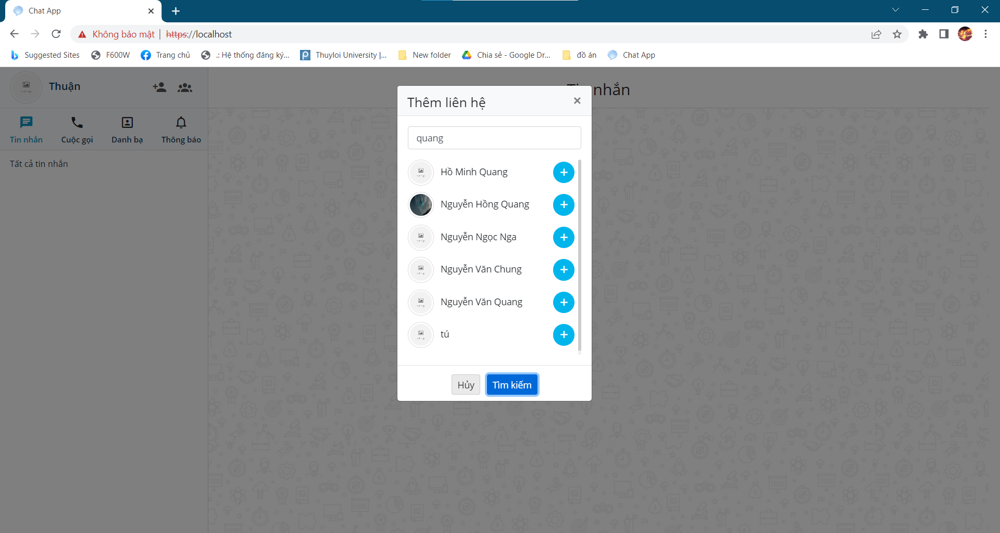 Chat App
Không bảo mật | https://localhost
Suggested Sites
F600W
Trang chủ
.: Hệ thống đăng ký...
Thuyloi University |...
New folder
Chia sẻ - Google Dr...
đồ án
Chat App
Thuận
nhắn
Tin nhắn
Cuộc gọi
Danh bạ
Thông báo
Tất cả tin nhắn
Thêm liên hệ
quang
Hồ Minh Quang
Nguyễn Hồng Quang
Nguyễn Ngọc Nga
Nguyễn Văn Chung
Nguyễn Văn Quang
tú
Hủy
Tìm kiếm